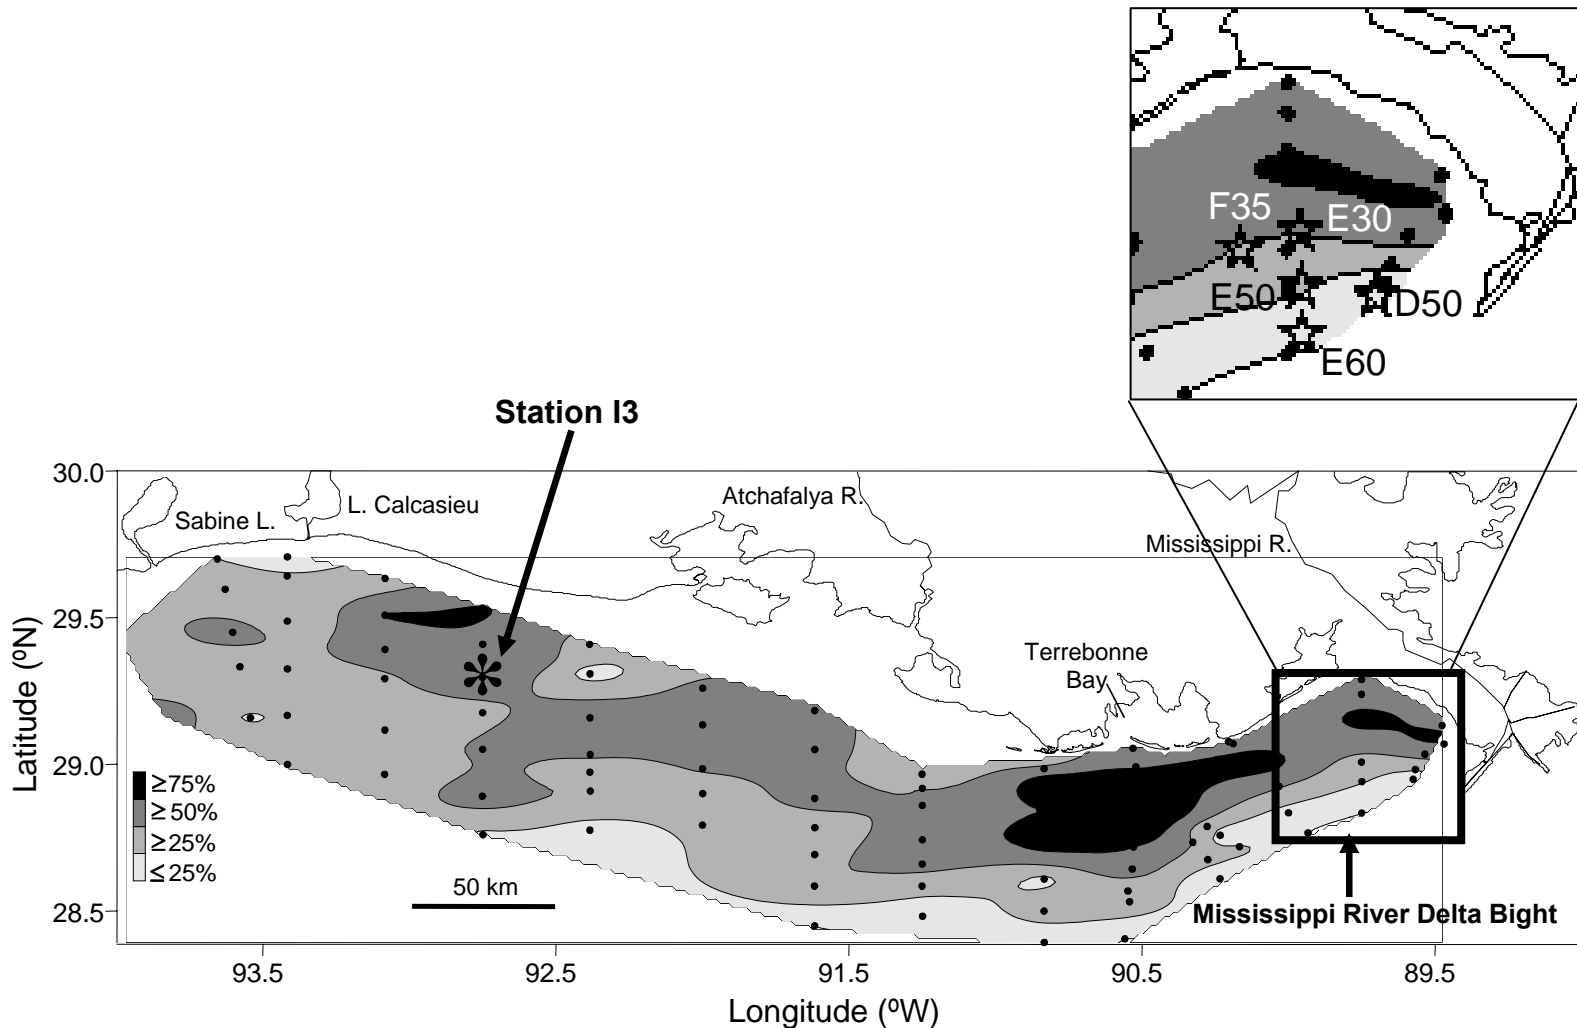 F35
E30
E50
D50
E60
Station I3
30.0
29.5
29.0
28.5
Latitude (ºN)
Sabine L.
L. Calcasieu
Atchafalya R.
Mississippi R.
Terrebonne
Bay
≥75%
≥50%
≥25%
≤25%
50 km
Mississippi River Delta Bight
93.5
92.5
91.5
90.5
89.5
Longitude (ºW)